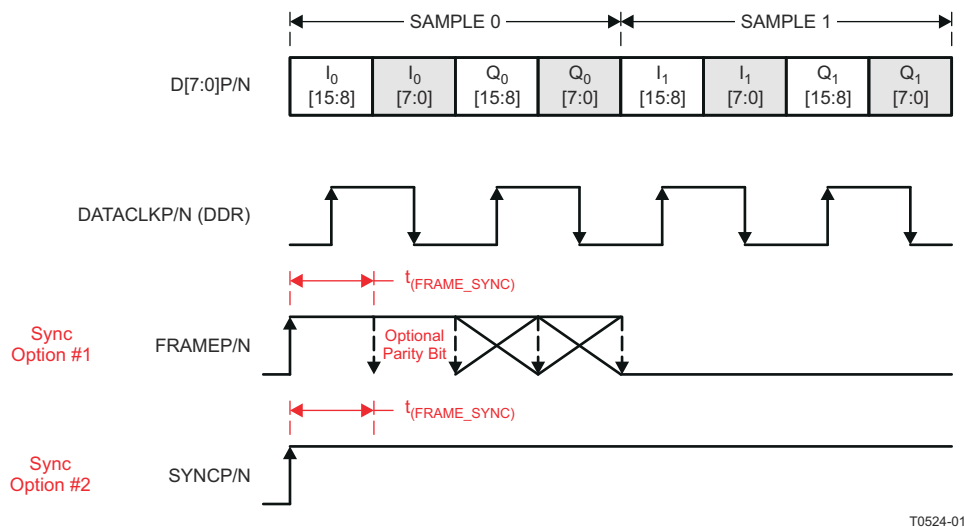 SAMPLE 0 SAMPLE 1
D[7:0]P/N
I0 I0 Q0 Q0 I1 I1 Q1 Q1
[15:8] [7:0] [15:8] [7:0] [15:8] [7:0] [15:8] [7:0]
DATACLKP/N (DDR)
t(FRAME_SYNC)
Sync
Option #1
FRAMEP/N
Optional
Parity Bit
t(FRAME_SYNC)
Sync
Option #2
SYNCP/N
T0524-01